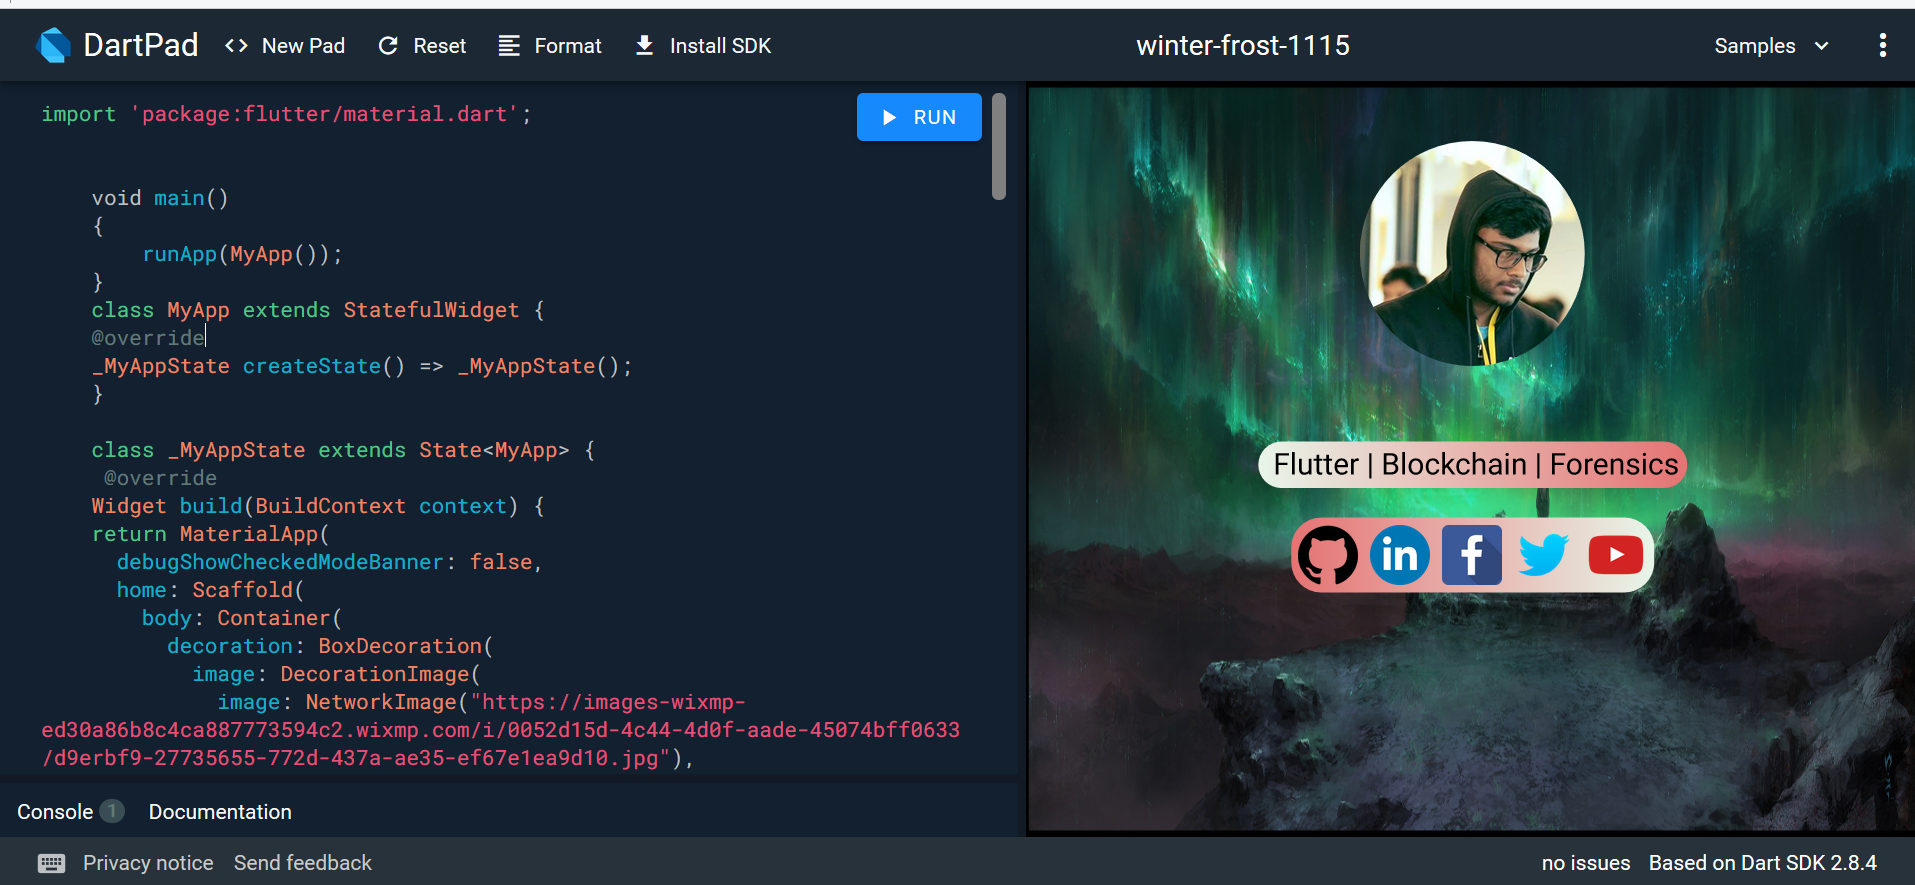 DartPad <> New Pad Reset Format Install SDK winter-frost-1115 Samples
import 'package:flutter/material.dart';
RUN
void main()
{
runApp(MyApp());
}
class MyApp extends StatefulWidget {
@override
_MyAppState createState() => _MyAppState();
}
class _MyAppState extends State<MyApp> {
@override
Widget build(BuildContext context) {
return MaterialApp(
debugShowCheckedModeBanner: false,
home: Scaffold(
body: Container(
decoration: BoxDecoration(
image: DecorationImage(
image: NetworkImage("https://images-wixmp-
ed30a86b8c4ca887773594c2.wixmp.com/i/0052d15d-4c44-4d0f-aade-45074bff0633
/d9erbf9-27735655-772d-437a-ae35-ef67e1ea9d10.jpg"),
Flutter | Blockchain | Forensics
in f
Console 1 Documentation
Privacy notice Send feedback
no issues Based on Dart SDK 2.8.4